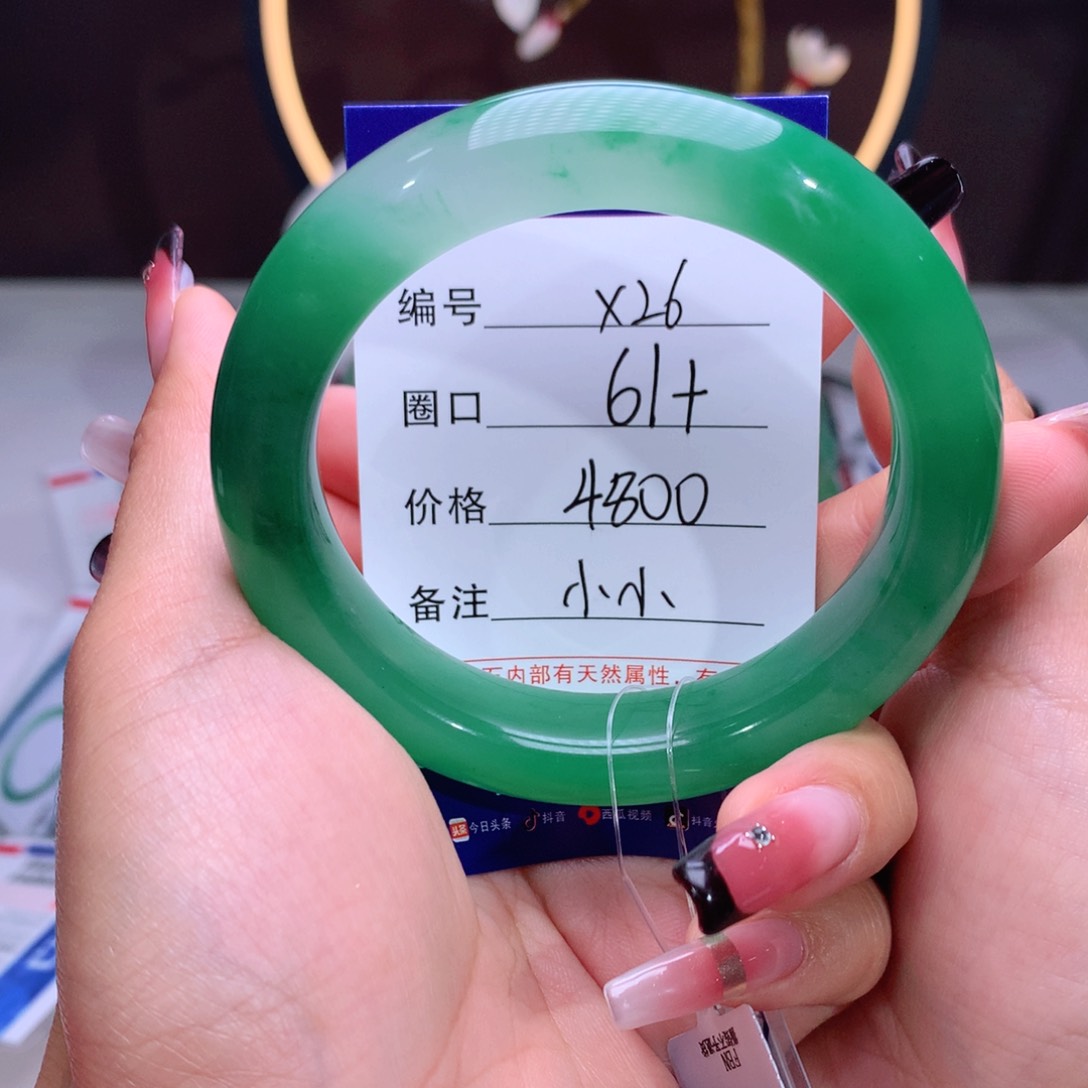 编号 x26
圈口 61+
价格 4800
备注 小小
内部有天然属性,有
今日头条 抖音 西瓜视频 抖音